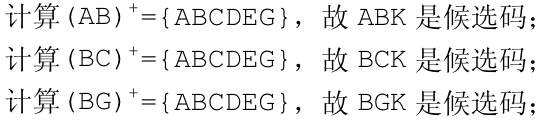 计算(AB)⁺={ABCDEG}，故 ABK 是候选码；
计算(BC)⁺={ABCDEG}，故 BCK 是候选码；
计算(BG)⁺={ABCDEG}，故 BGK 是候选码；